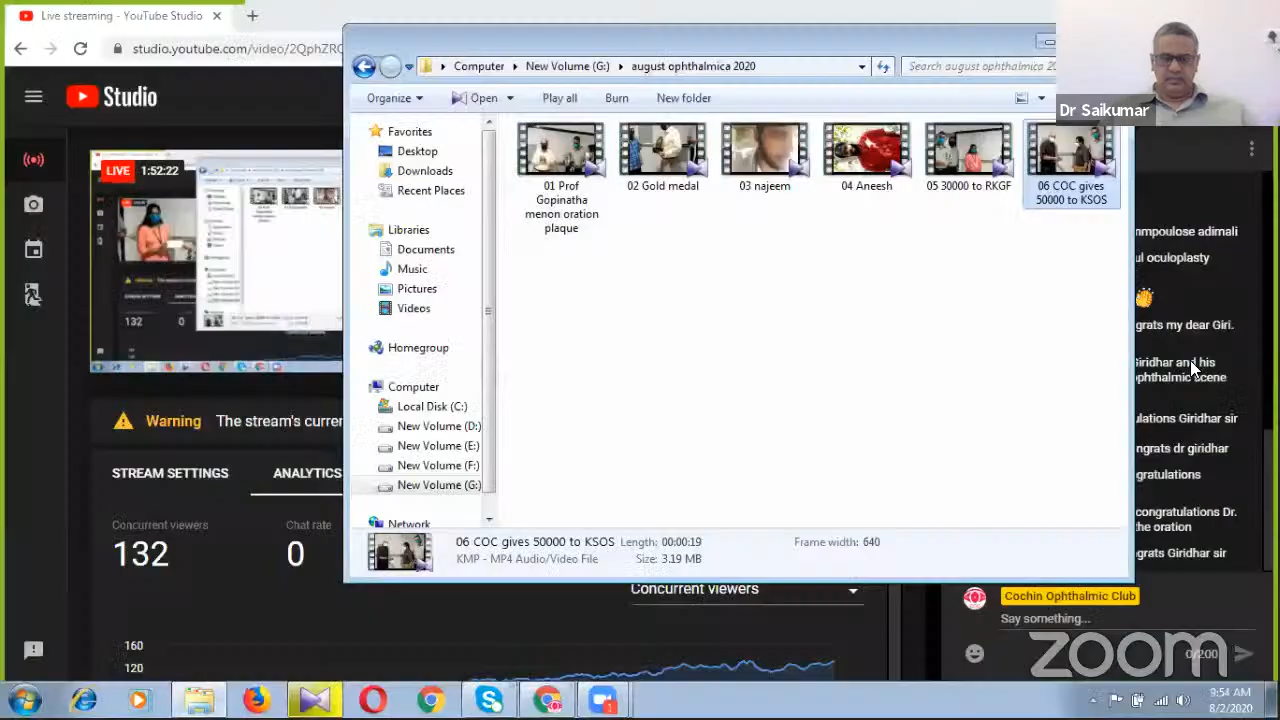 Live streaming - YouTube Studio
studio.youtube.com/video/2QphZRC
Computer
New Volume (G:)
august ophthalmica 2020
Search august ophthalmica 20
Dr Saikumar
Studio
Organize
Open
Play all
Burn
New folder
Favorites
Desktop
Downloads
Recent Places
Libraries
Documents
Music
Pictures
Videos
Homegroup
Computer
Local Disk (C:)
New Volume (D:)
New Volume (E:)
New Volume (F:)
New Volume (G:)
Network
01 Prof
Gopinatha
menon oration
plaque
02 Gold medal
03 najeem
04 Aneesh
05 30000 to RKGF
06 COC gives
50000 to KSOS
LIVE 1:52:22
132 0
Warning The stream's curren
STREAM SETTINGS
ANALYTICS
Concurrent viewers
Chat rate
132
0
06 COC gives 50000 to KSOS Length: 00:00:19 Frame width: 640
KMP - MP4 Audio/Video File Size: 3.19 MB
Concurrent viewers
160
120
mmpoulose adimali
ul oculoplasty
grats my dear Giri.
Giridhar and his
ophthalmic scene
ulations Giridhar sir
ngrats dr giridhar
ngratulations
congratulations Dr.
the oration
ngrats Giridhar sir
Cochin Ophthalmic Club
Say something...
0/200
zoom
9:54 AM
8/2/2020